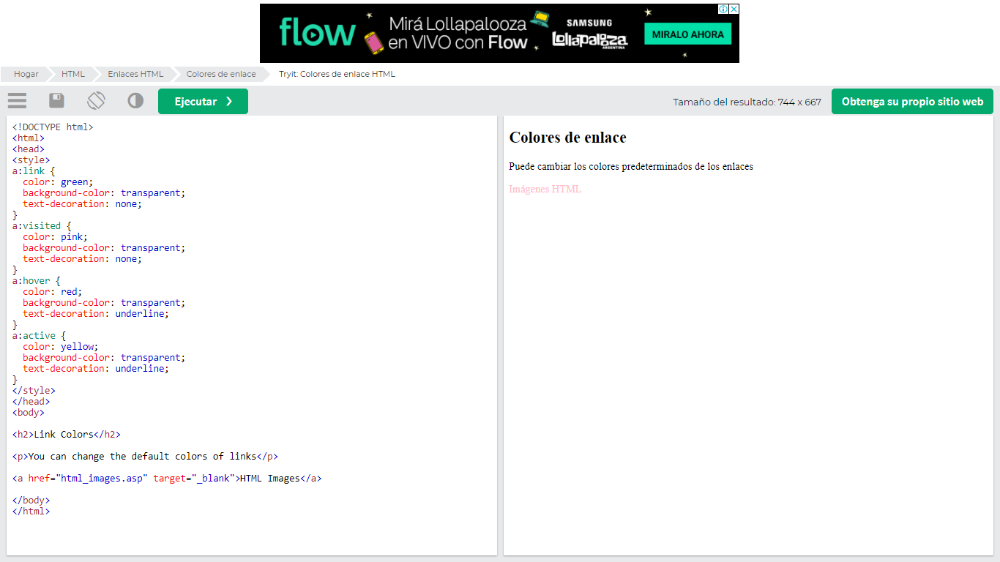 flow
Mirá Lollapalooza
en VIVO con Flow
SAMSUNG
Lollapalooza
ARGENTINA
MIRALO AHORA
Hogar
HTML
Enlaces HTML
Colores de enlace
Tryit: Colores de enlace HTML
Ejecutar ❯
Tamaño del resultado: 744 x 667
Obtenga su propio sitio web
<!DOCTYPE html>
<html>
<head>
<style>
a:link {
  color: green;
  background-color: transparent;
  text-decoration: none;
}
a:visited {
  color: pink;
  background-color: transparent;
  text-decoration: none;
}
a:hover {
  color: red;
  background-color: transparent;
  text-decoration: underline;
}
a:active {
  color: yellow;
  background-color: transparent;
  text-decoration: underline;
}
</style>
</head>
<body>
<h2>Link Colors</h2>
<p>You can change the default colors of links</p>
<a href="html_images.asp" target="_blank">HTML Images</a>
</body>
</html>
Colores de enlace
Puede cambiar los colores predeterminados de los enlaces
Imágenes HTML